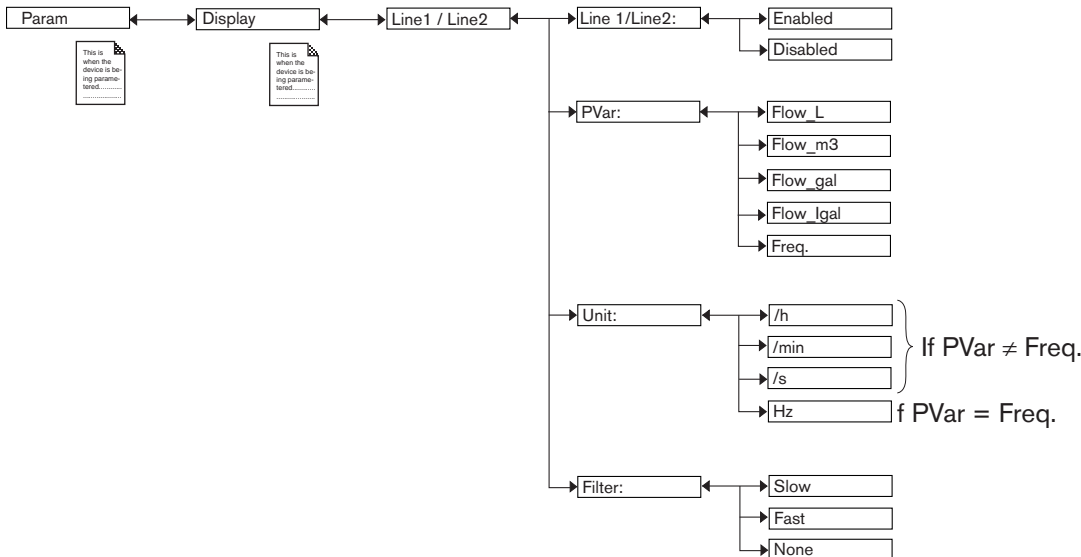 Param
Display
Line1 / Line2
Line 1/Line2:
Enabled
Disabled
This is
when the
device is be-
ing parame-
tered...........
...................
This is
when the
device is be-
ing parame-
tered...........
...................
PVar:
Flow_L
Flow_m3
Flow_gal
Flow_Igal
Freq.
Unit:
/h
/min
/s
If PVar ≠ Freq.
Hz
f PVar = Freq.
Filter:
Slow
Fast
None